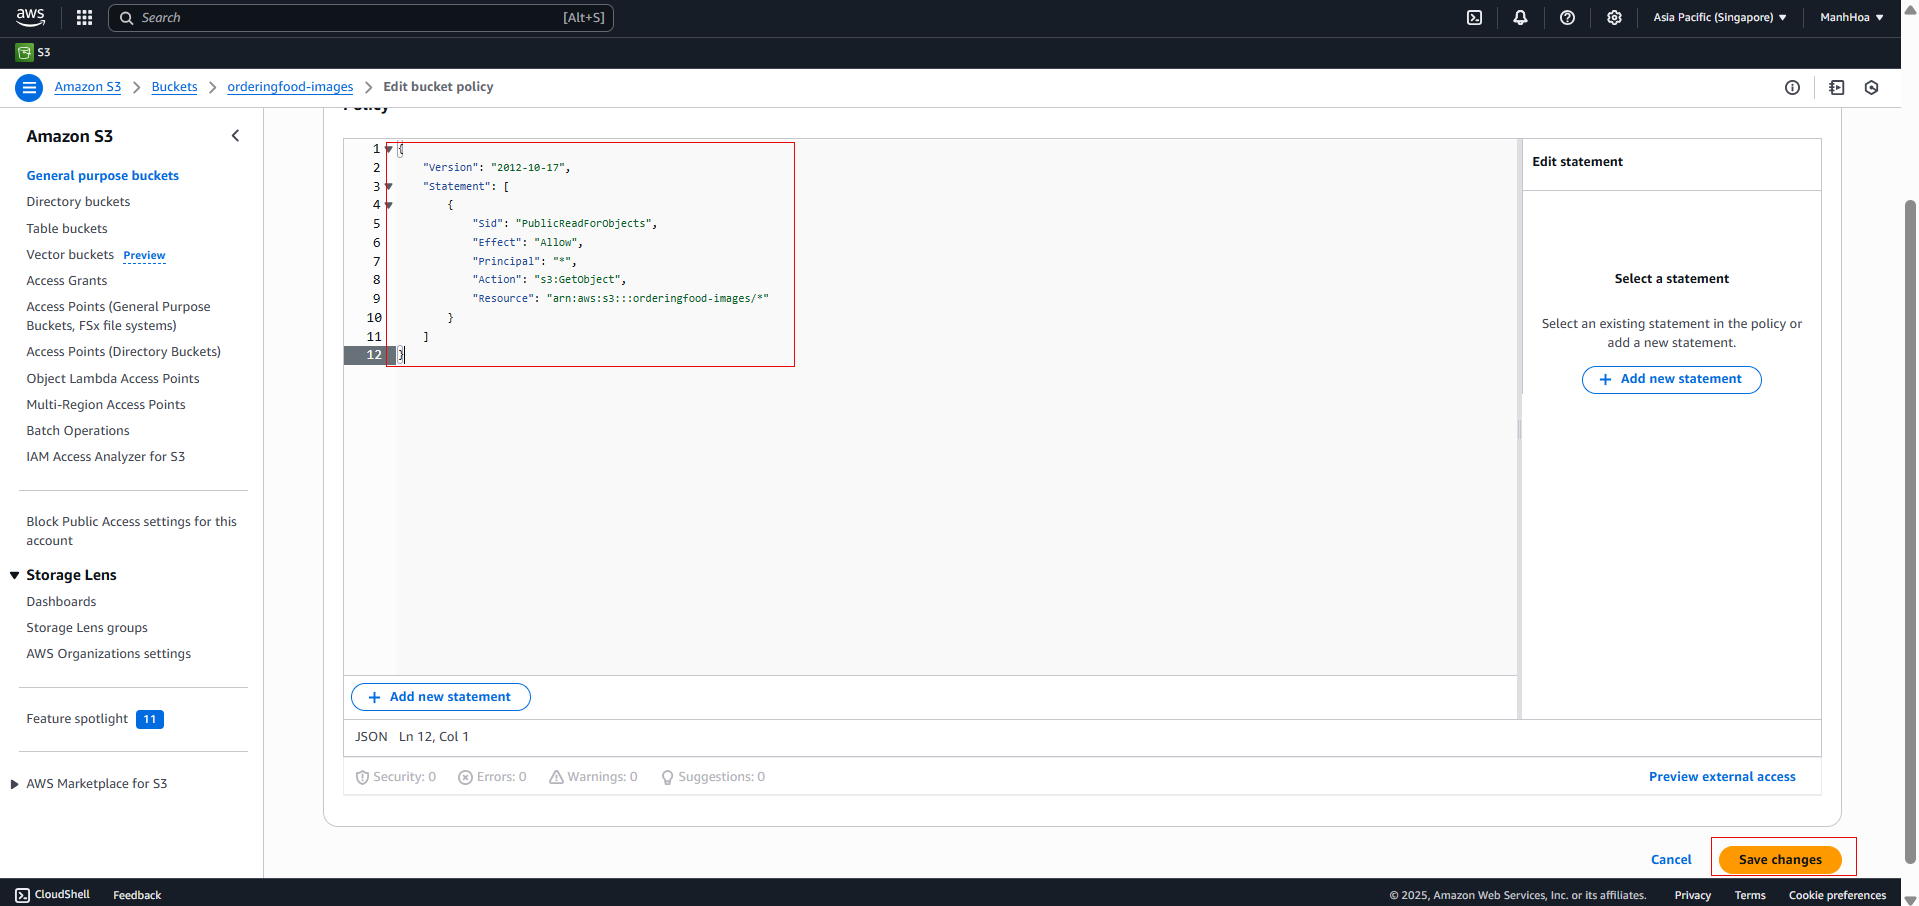 aws
Search
[Alt+S]
Asia Pacific (Singapore)
ManhHoa
S3
Amazon S3
Buckets
orderingfood-images
Edit bucket policy
Policy
Amazon S3
General purpose buckets
Directory buckets
Table buckets
Vector buckets Preview
Access Grants
Access Points (General Purpose
Buckets, FSx file systems)
Access Points (Directory Buckets)
Object Lambda Access Points
Multi-Region Access Points
Batch Operations
IAM Access Analyzer for S3
Block Public Access settings for this
account
Storage Lens
Dashboards
Storage Lens groups
AWS Organizations settings
Feature spotlight 11
AWS Marketplace for S3
1 {
2 "Version": "2012-10-17",
3 "Statement": [
4 {
5 "Sid": "PublicReadForObjects",
6 "Effect": "Allow",
7 "Principal": "*",
8 "Action": "s3:GetObject",
9 "Resource": "arn:aws:s3:::orderingfood-images/*"
10 }
11 ]
12 }
Edit statement
Select a statement
Select an existing statement in the policy or
add a new statement.
+ Add new statement
+ Add new statement
JSON Ln 12, Col 1
Security: 0 Errors: 0 Warnings: 0 Suggestions: 0
Preview external access
Cancel
Save changes
CloudShell
Feedback
© 2025, Amazon Web Services, Inc. or its affiliates.
Privacy
Terms
Cookie preferences